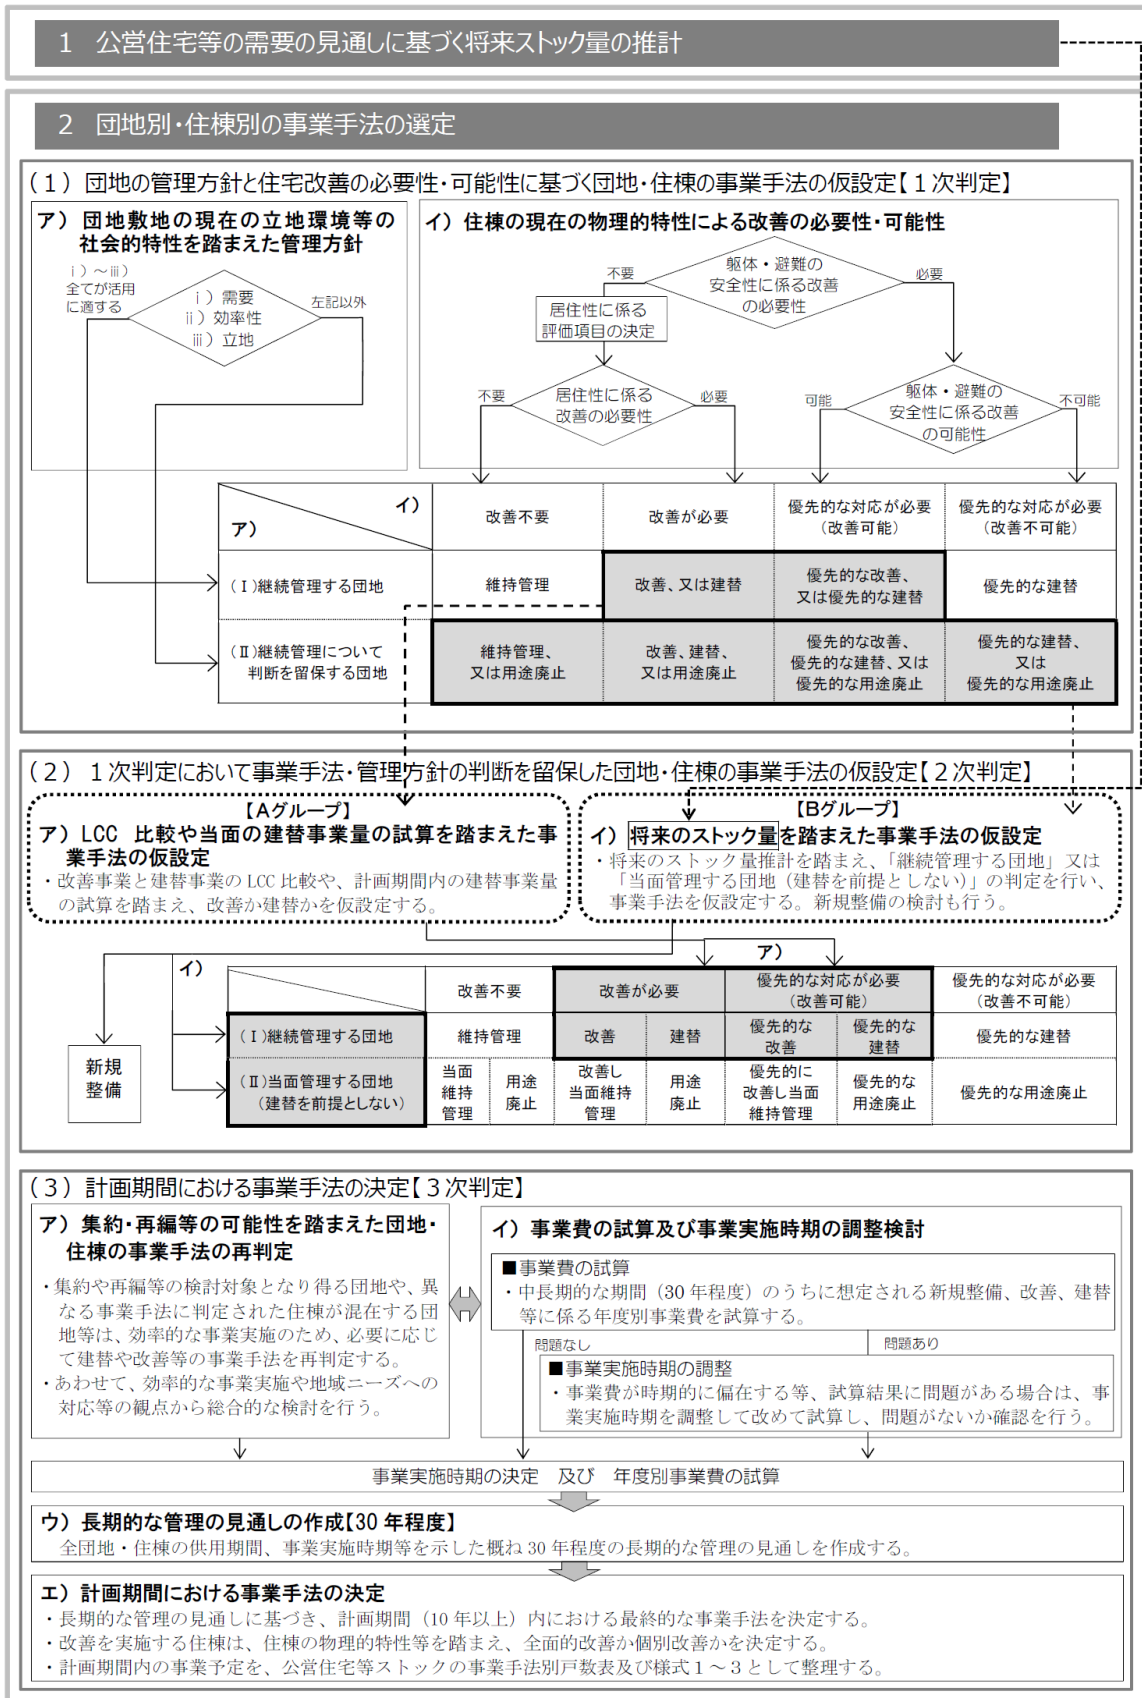 1 公営住宅等の需要の見通しに基づく将来ストック量の推計
2 団地別・住棟別の事業手法の選定
(1)団地の管理方針と住宅改善の必要性・可能性に基づく団地・住棟の事業手法の仮設定【1次判定】
ア)団地敷地の現在の立地環境等の
社会的特性を踏まえた管理方針
ⅰ)~ⅲ)
全てが活用
に適する
ⅰ)需要
ⅱ)効率性
ⅲ)立地
左記以外
イ)住棟の現在の物理的特性による改善の必要性・可能性
不要
躯体・避難の
安全性に係る改善
の必要性
必要
居住性に係る
評価項目の決定
不要
居住性に係る
改善の必要性
必要
可能
躯体・避難の
安全性に係る改善
の可能性
不可能
イ)
ア)
改善不要
改善が必要
優先的な対応が必要
(改善可能)
優先的な対応が必要
(改善不可能)
(Ⅰ)継続管理する団地
維持管理
改善、又は建替
優先的な改善、
又は優先的な建替
優先的な建替
(Ⅱ)継続管理について
判断を留保する団地
維持管理、
又は用途廃止
改善、建替、
又は用途廃止
優先的な改善、
優先的な建替、又は
優先的な用途廃止
優先的な建替、
又は
優先的な用途廃止
(2)1次判定において事業手法・管理方針の判断を留保した団地・住棟の事業手法の仮設定【2次判定】
【Aグループ】
ア)LCC 比較や当面の建替事業量の試算を踏まえた事
業手法の仮設定
・改善事業と建替事業の LCC 比較や、計画期間内の建替事業量
の試算を踏まえ、改善か建替かを仮設定する。
【Bグループ】
イ)将来のストック量を踏まえた事業手法の仮設定
・将来のストック量推計を踏まえ、「継続管理する団地」又は
「当面管理する団地(建替を前提としない)」の判定を行い、
事業手法を仮設定する。新規整備の検討も行う。
ア)
イ)
新規
整備
改善不要
改善が必要
優先的な対応が必要
(改善可能)
優先的な対応が必要
(改善不可能)
(Ⅰ)継続管理する団地
維持管理
改善
建替
優先的な
改善
優先的な
建替
優先的な建替
(Ⅱ)当面管理する団地
(建替を前提としない)
当面
維持
管理
用途
廃止
改善し
当面維持
管理
用途
廃止
優先的に
改善し当面
維持管理
優先的な
用途廃止
優先的な用途廃止
(3)計画期間における事業手法の決定【3次判定】
ア)集約・再編等の可能性を踏まえた団地・
住棟の事業手法の再判定
・集約や再編等の検討対象となり得る団地や、異
なる事業手法に判定された住棟が混在する団
地等は、効率的な事業実施のため、必要に応じ
て建替や改善等の事業手法を再判定する。
・あわせて、効率的な事業実施や地域ニーズへの
対応等の観点から総合的な検討を行う。
イ)事業費の試算及び事業実施時期の調整検討
■事業費の試算
・中長期的な期間(30 年程度)のうちに想定される新規整備、改善、建替
等に係る年度別事業費を試算する。
問題なし
問題あり
■事業実施時期の調整
・事業費が時期的に偏在する等、試算結果に問題がある場合は、事
業実施時期を調整して改めて試算し、問題がないか確認を行う。
事業実施時期の決定 及び 年度別事業費の試算
ウ)長期的な管理の見通しの作成【30 年程度】
全団地・住棟の供用期間、事業実施時期等を示した概ね 30 年程度の長期的な管理の見通しを作成する。
エ)計画期間における事業手法の決定
・長期的な管理の見通しに基づき、計画期間(10 年以上)内における最終的な事業手法を決定する。
・改善を実施する住棟は、住棟の物理的特性等を踏まえ、全面的改善か個別改善かを決定する。
・計画期間内の事業予定を、公営住宅等ストックの事業手法別戸数表及び様式1~3として整理する。